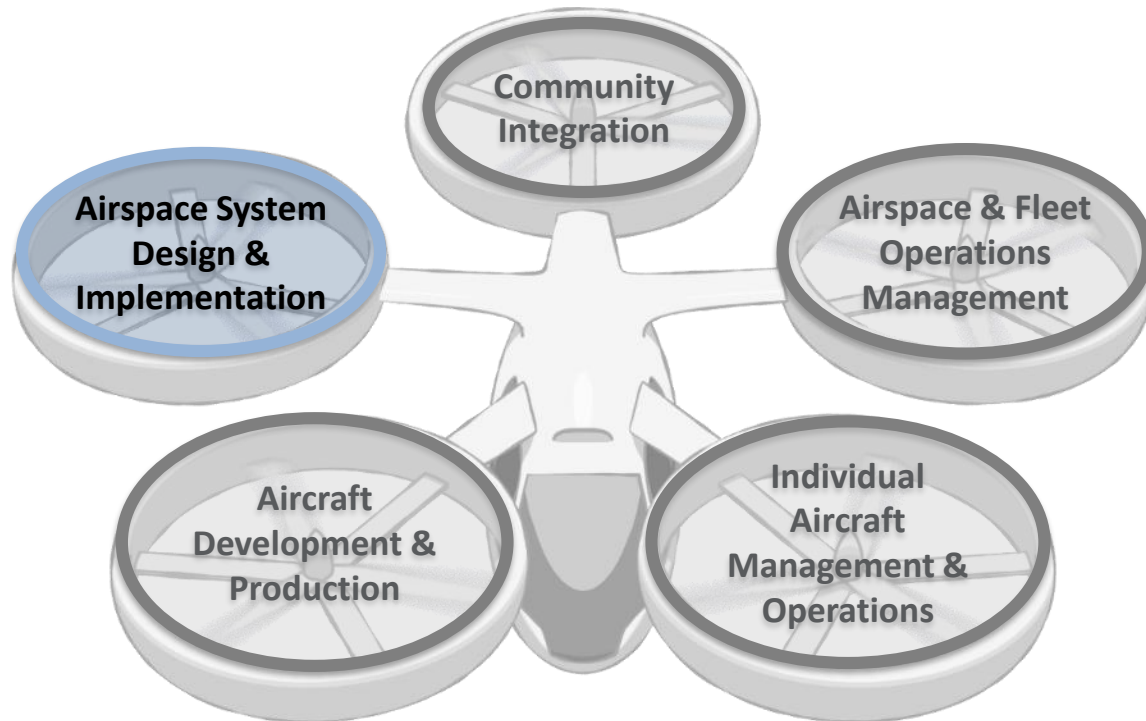 Community
Integration
Airspace System
Design &
Implementation
Airspace & Fleet
Operations
Management
Aircraft
Development &
Production
Individual
Aircraft
Management &
Operations